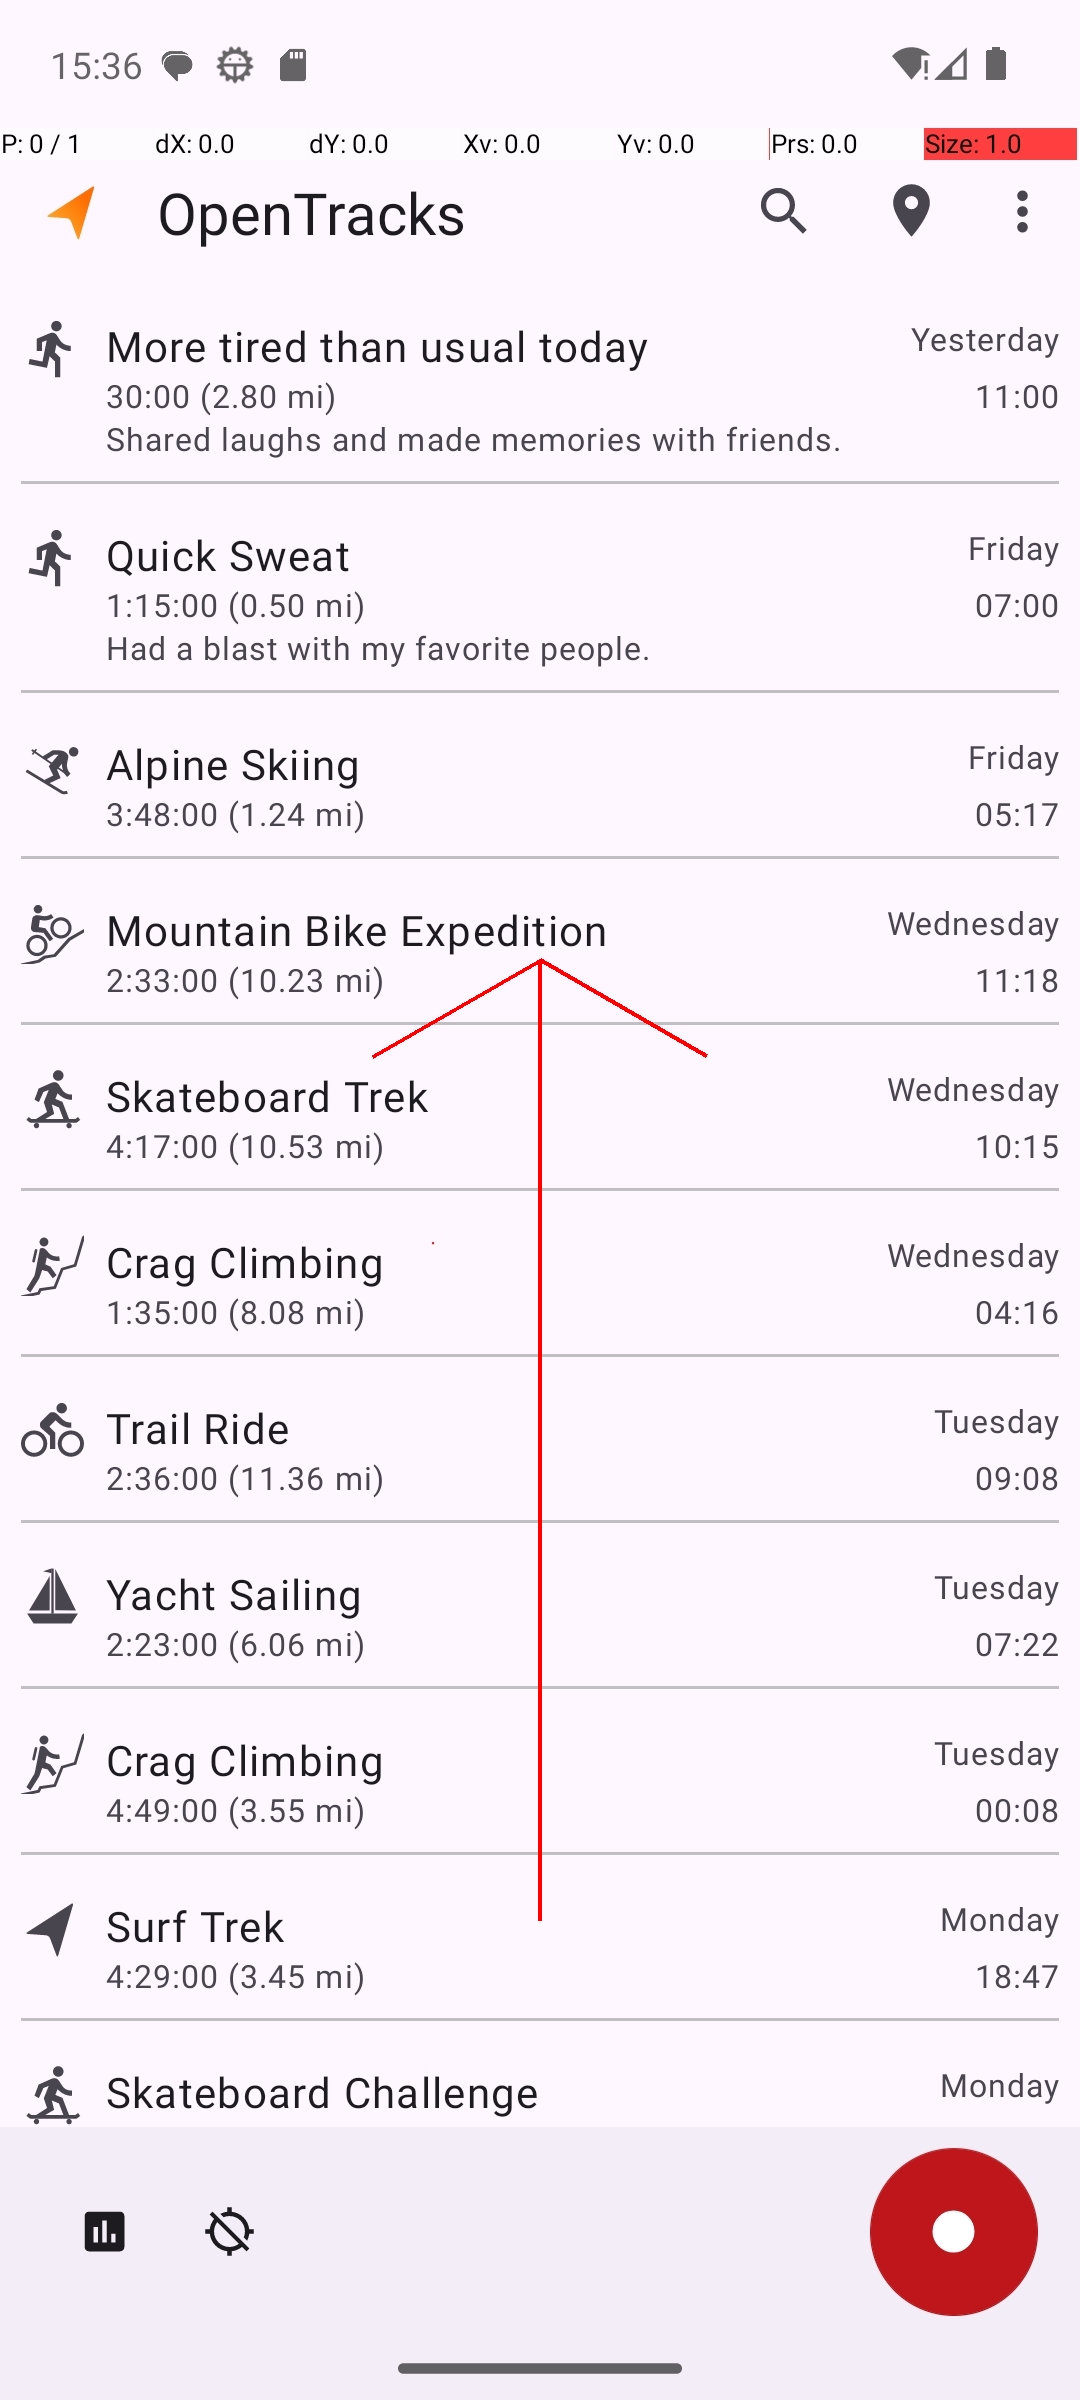 15:36
P: 0 / 1 dX: 0.0 dY: 0.0 Xv: 0.0 Yv: 0.0 Prs: 0.0 Size: 1.0
OpenTracks
More tired than usual today Yesterday
30:00 (2.80 mi) 11:00
Shared laughs and made memories with friends.
Quick Sweat Friday
1:15:00 (0.50 mi) 07:00
Had a blast with my favorite people.
Alpine Skiing Friday
3:48:00 (1.24 mi) 05:17
Mountain Bike Expedition Wednesday
2:33:00 (10.23 mi) 11:18
Skateboard Trek Wednesday
4:17:00 (10.53 mi) 10:15
Crag Climbing Wednesday
1:35:00 (8.08 mi) 04:16
Trail Ride Tuesday
2:36:00 (11.36 mi) 09:08
Yacht Sailing Tuesday
2:23:00 (6.06 mi) 07:22
Crag Climbing Tuesday
4:49:00 (3.55 mi) 00:08
Surf Trek Monday
4:29:00 (3.45 mi) 18:47
Skateboard Challenge Monday